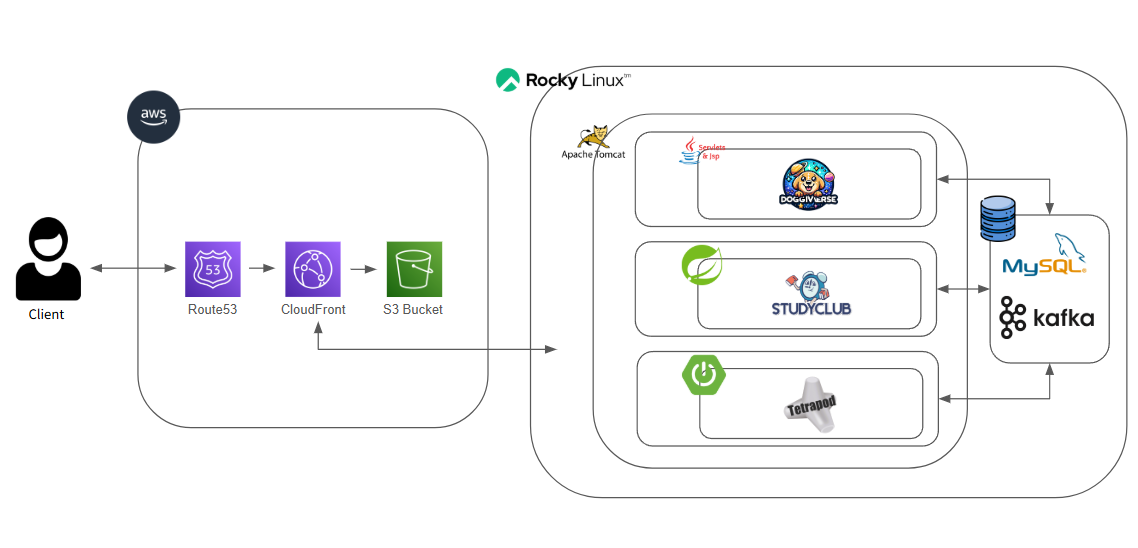 Rocky Linux™
aws
Apache Tomcat
Servlets
& Jsp
DOGGIVERSE
53
Client
Route53
CloudFront
S3 Bucket
MySQL®
STUDYCLUB
kafka
Tetrapod